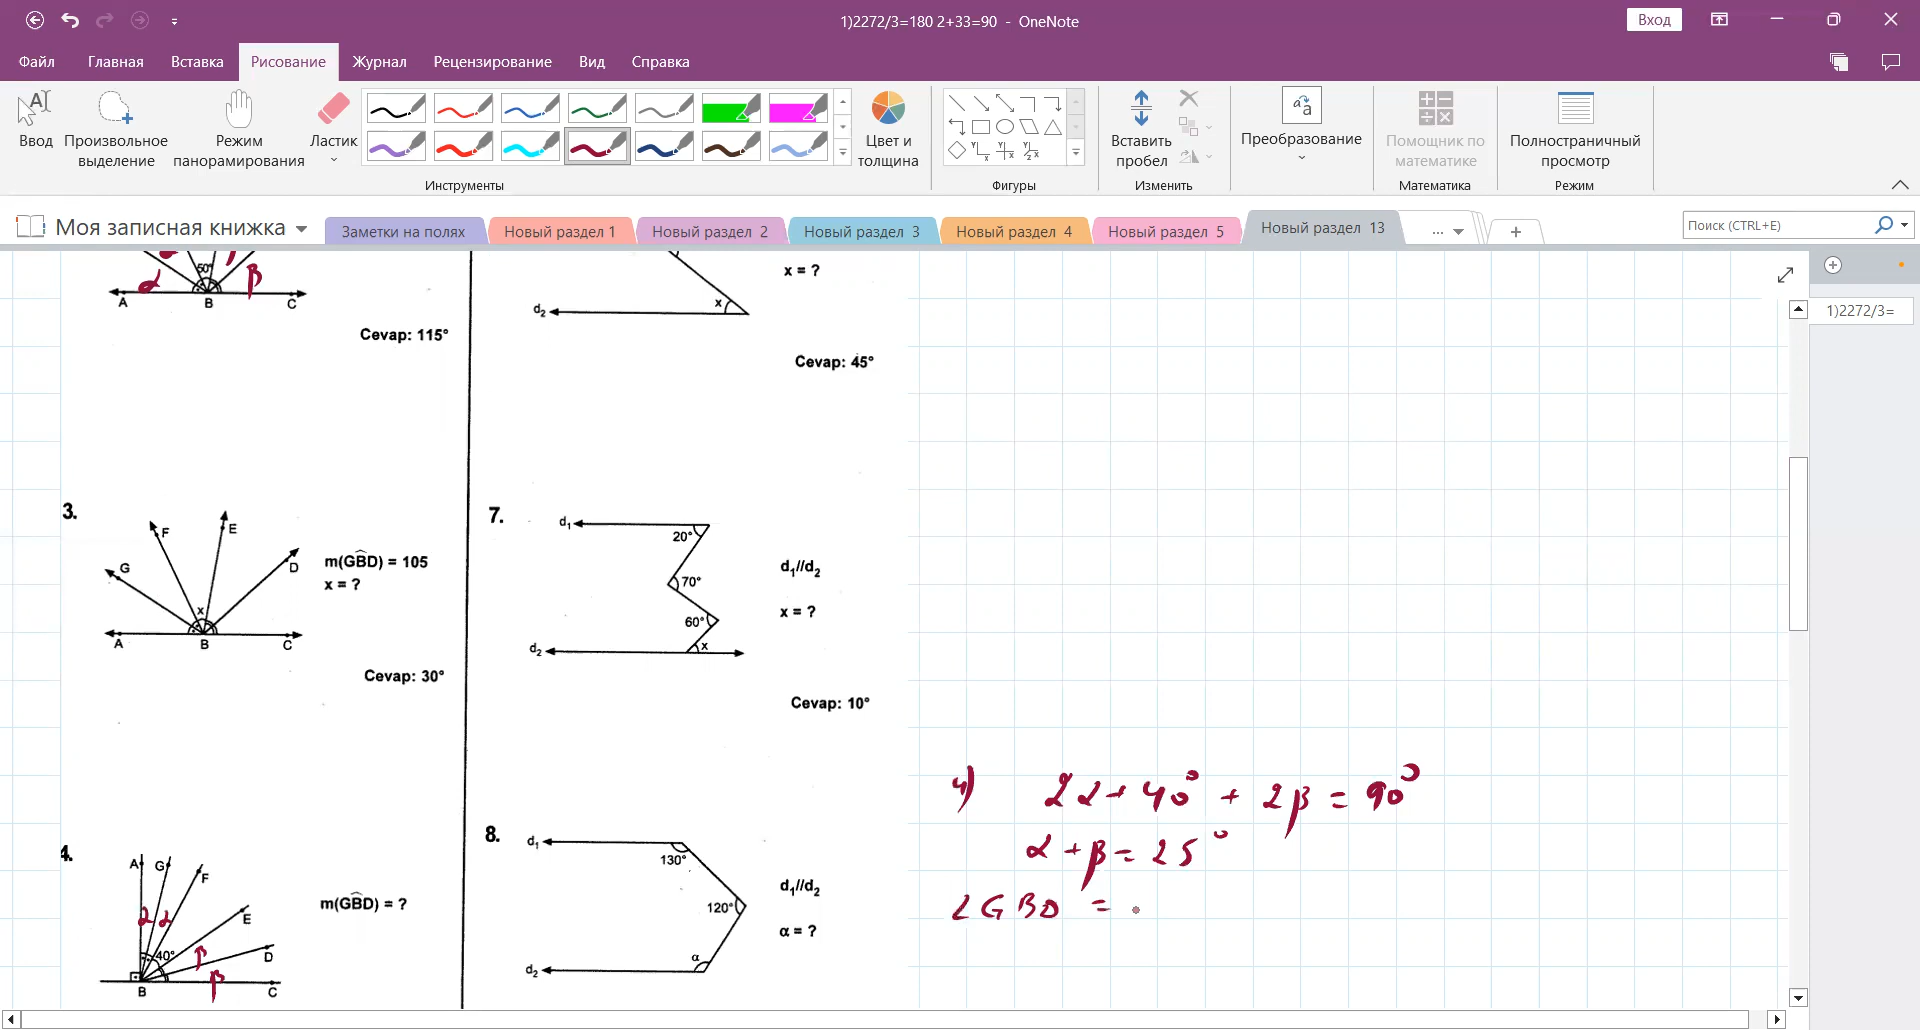 1)2272/3=180 2+33=90 - OneNote
Вход
Файл Главная Вставка Рисование Журнал Рецензирование Вид Справка
Ввод
Произвольное выделение
Режим панорамирования
Ластик
Инструменты
Цвет и толщина
Фигуры
Вставить пробел
Изменить
Преобразование
Помощник по математике
Математика
Полностраничный просмотр
Режим
Моя записная книжка
Заметки на полях
Новый раздел 1
Новый раздел 2
Новый раздел 3
Новый раздел 4
Новый раздел 5
Новый раздел 13
...
Поиск (CTRL+E)
1)2272/3=
50°
α β
A B C
Cevap: 115°
x = ?
d₂ x
Cevap: 45°
3.
G F E D
x
A B C
m(GBD) = 105
x = ?
Cevap: 30°
7.
d₁ 20°
70°
60°
d₂ x
d₁//d₂
x = ?
Cevap: 10°
4.
A G F E D
α α
40° β
β
B C
m(GBD) = ?
8.
d₁ 130°
120°
d₂ α
d₁//d₂
α = ?
4) 2α + 40° + 2β = 90°
α + β = 25°
∠GBD =